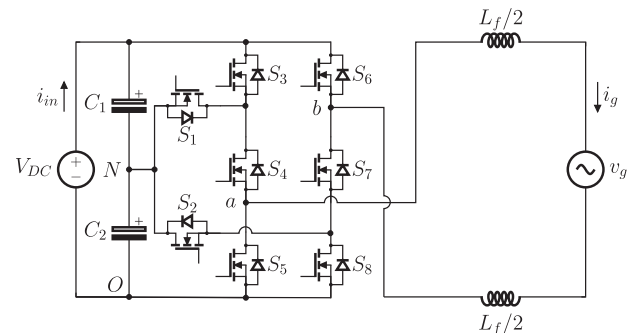 L_f/2
S_3
S_6
i_in
C_1
+
b
i_g
S_1
V_DC
+
−
N
S_4
S_7
v_g
S_2
a
C_2
+
S_5
S_8
O
L_f/2